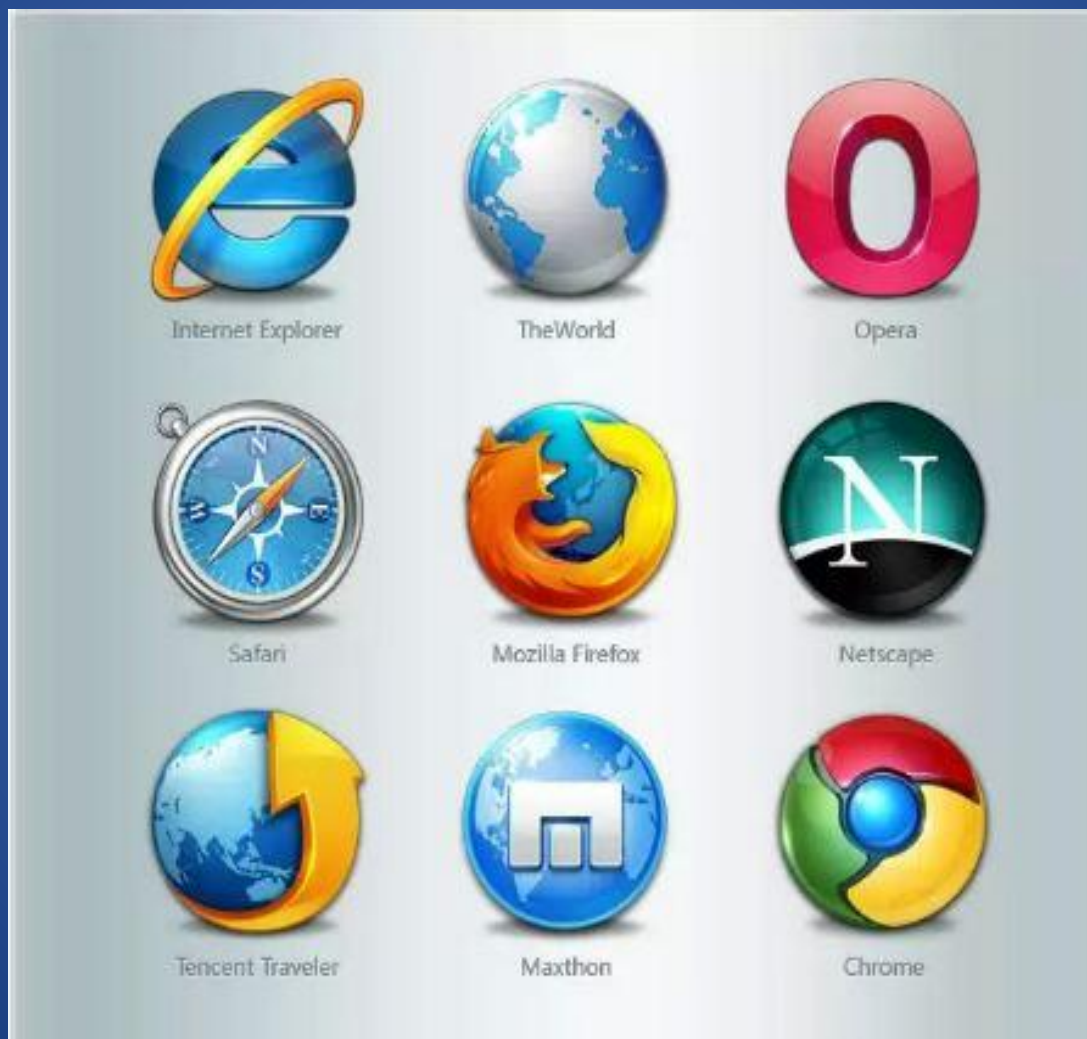 Internet Explorer
TheWorld
Opera
N
W
E
S
Safari
Mozilla Firefox
N
Netscape
Tencent Traveler
Maxthon
Chrome